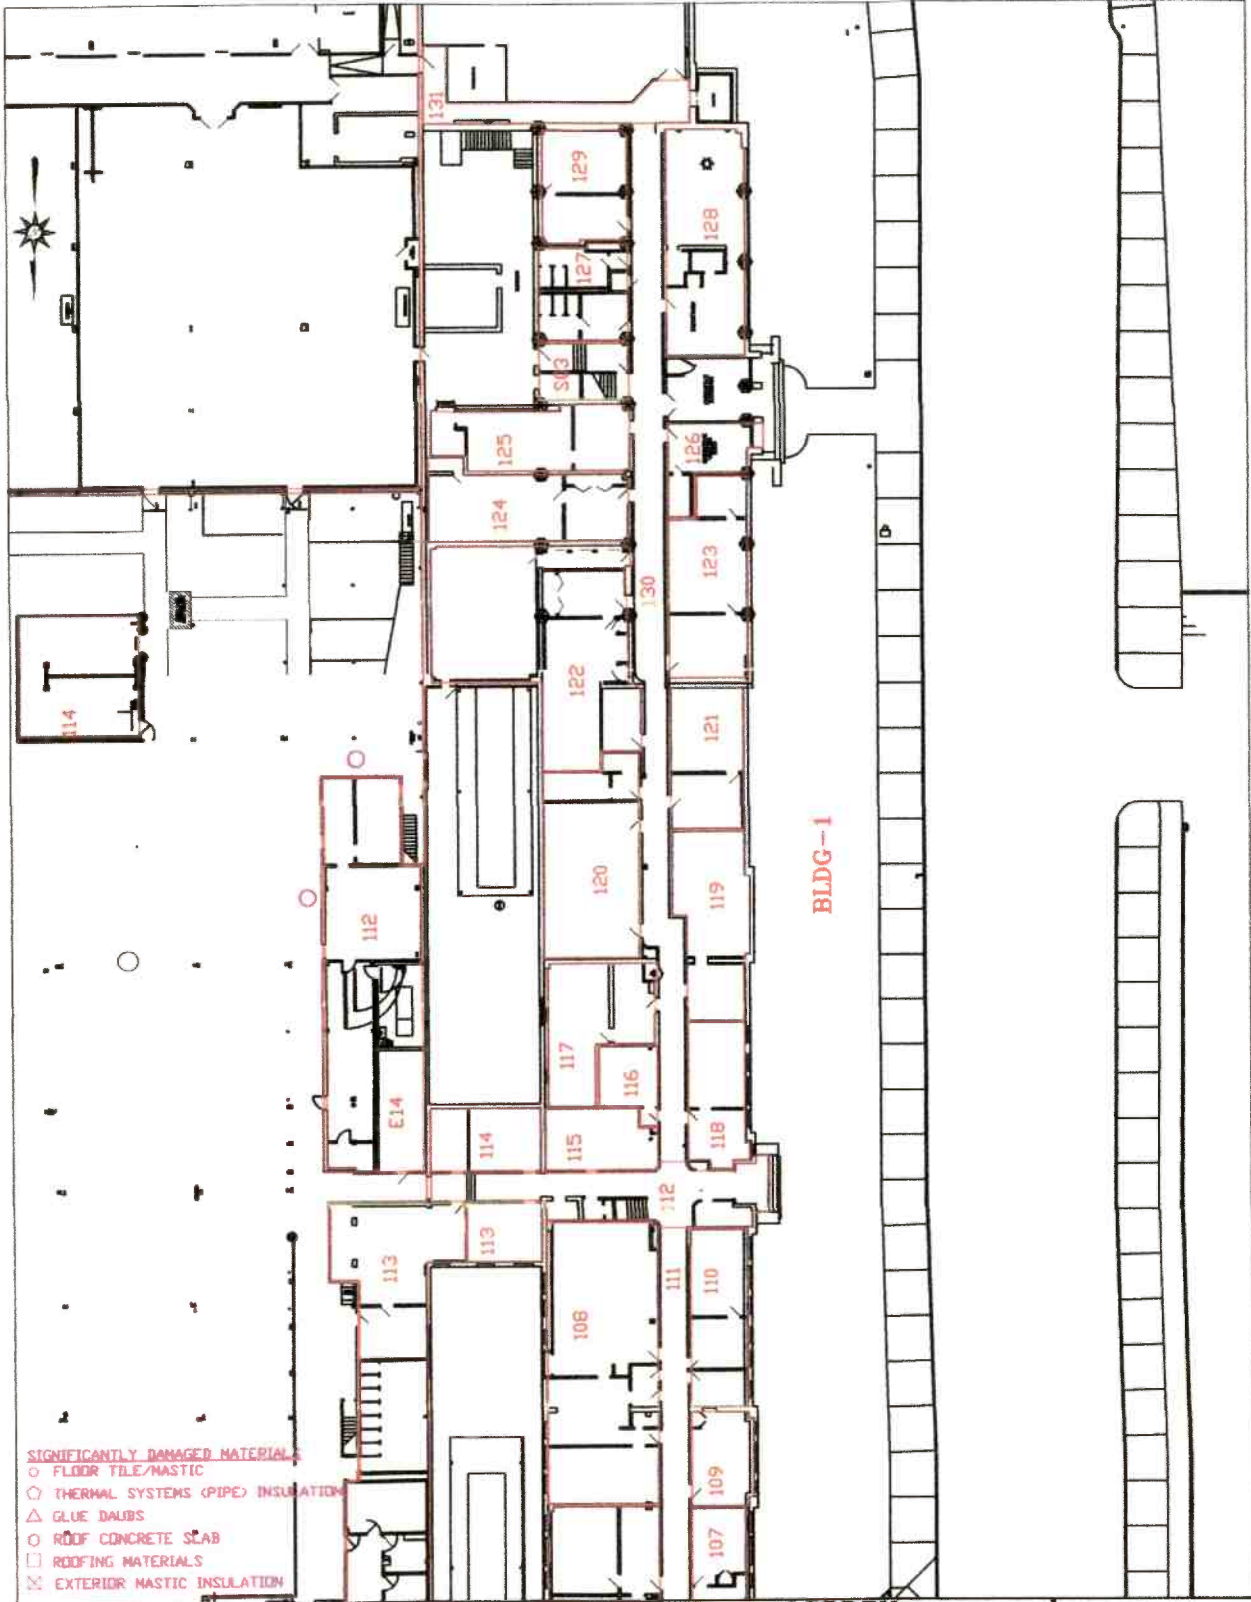 131
129
128
127
S03
126
125
124
123
130
122
121
114
120
119
112
BLDG-1
117
116
E14
114
115
118
112
113
113
111
110
108
109
107
SIGNIFICANTLY DAMAGED MATERIALS
FLOOR TILE/MASTIC
THERMAL SYSTEMS (PIPE) INSULATION
GLUE DAUBS
ROOF CONCRETE SLAB
ROOFING MATERIALS
EXTERIOR MASTIC INSULATION